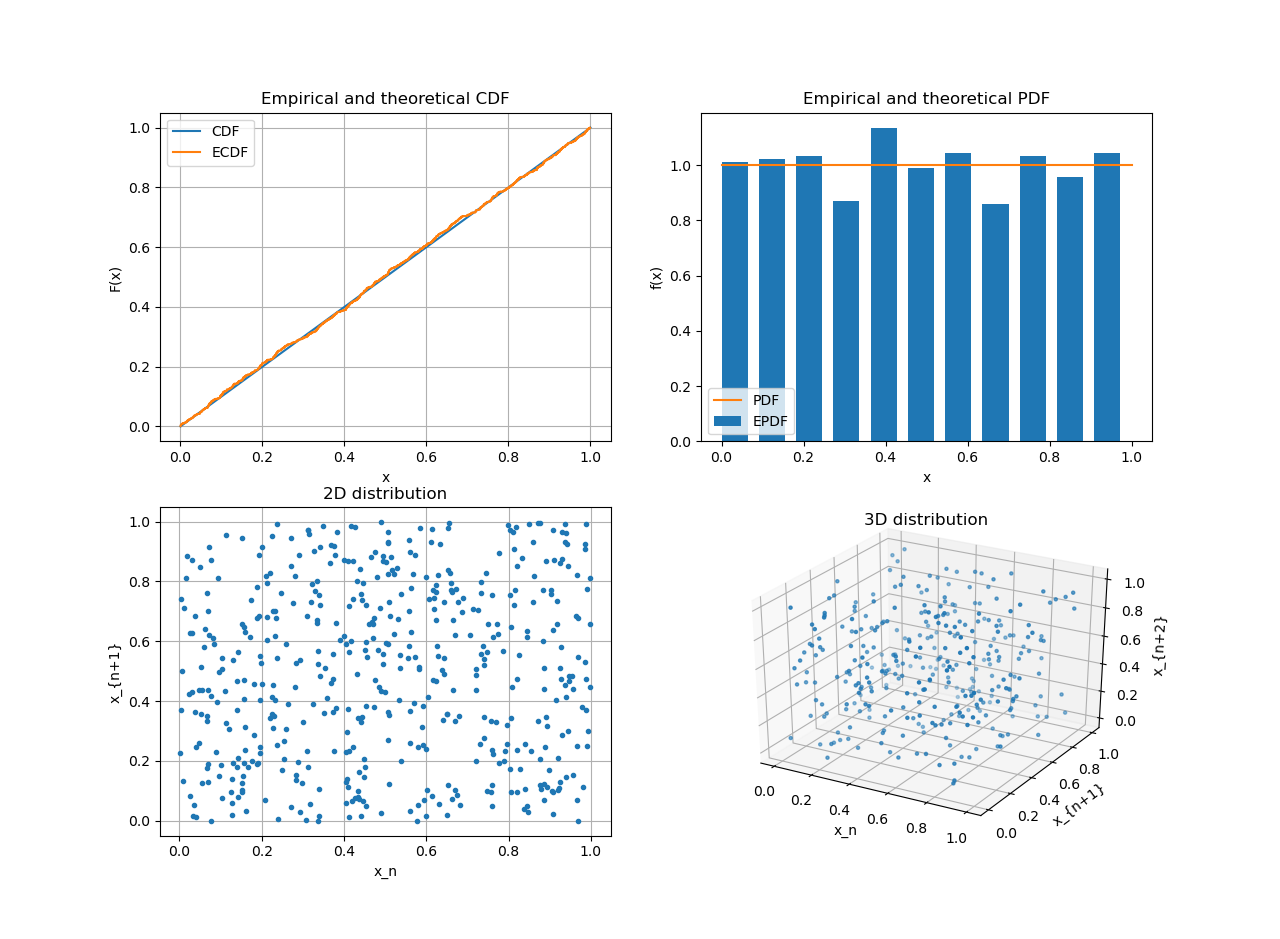 Empirical and theoretical CDF
CDF
ECDF
F(x)
1.0
0.8
0.6
0.4
0.2
0.0
0.0 0.2 0.4 0.6 0.8 1.0
x
Empirical and theoretical PDF
f(x)
1.0
0.8
0.6
0.4
0.2
0.0
PDF
EPDF
0.0 0.2 0.4 0.6 0.8 1.0
x
2D distribution
x_{n+1}
1.0
0.8
0.6
0.4
0.2
0.0
0.0 0.2 0.4 0.6 0.8 1.0
x_n
3D distribution
1.0
0.8
0.6
0.4
0.2
0.0
x_{n+2}
0.0 0.2 0.4 0.6 0.8 1.0
x_n
0.0 0.2 0.4 0.6 0.8 1.0
x_{n+1}